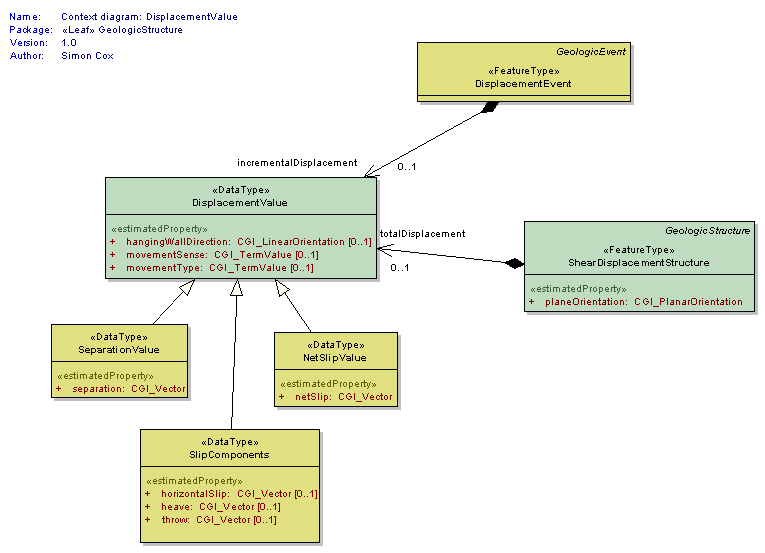 Name: Context diagram: DisplacementValue
Package: «Leaf» GeologicStructure
Version: 1.0
Author: Simon Cox
GeologicEvent
«FeatureType»
DisplacementEvent
incrementalDisplacement
0..1
«DataType»
DisplacementValue
«estimatedProperty»
+ hangingWallDirection: CGI_LinearOrientation [0..1]
+ movementSense: CGI_TermValue [0..1]
+ movementType: CGI_TermValue [0..1]
totalDisplacement
0..1
GeologicStructure
«FeatureType»
ShearDisplacementStructure
«estimatedProperty»
+ planeOrientation: CGI_PlanarOrientation
«DataType»
SeparationValue
«estimatedProperty»
+ separation: CGI_Vector
«DataType»
NetSlipValue
«estimatedProperty»
+ netSlip: CGI_Vector
«DataType»
SlipComponents
«estimatedProperty»
+ horizontalSlip: CGI_Vector [0..1]
+ heave: CGI_Vector [0..1]
+ throw: CGI_Vector [0..1]